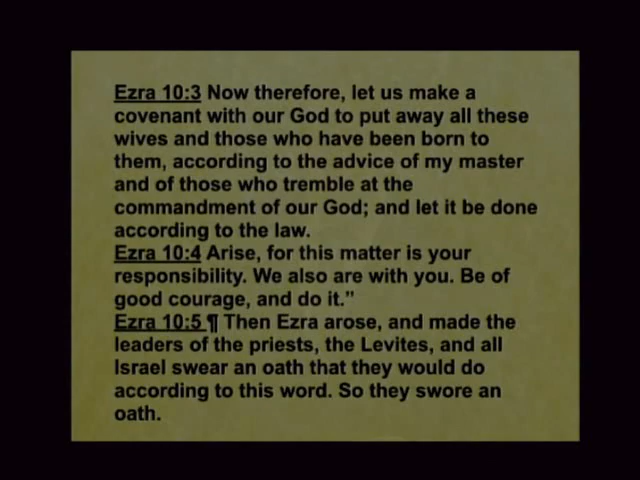 Ezra 10:3 Now therefore, let us make a
covenant with our God to put away all these
wives and those who have been born to
them, according to the advice of my master
and of those who tremble at the
commandment of our God; and let it be done
according to the law.
Ezra 10:4 Arise, for this matter is your
responsibility. We also are with you. Be of
good courage, and do it.”
Ezra 10:5 ¶ Then Ezra arose, and made the
leaders of the priests, the Levites, and all
Israel swear an oath that they would do
according to this word. So they swore an
oath.